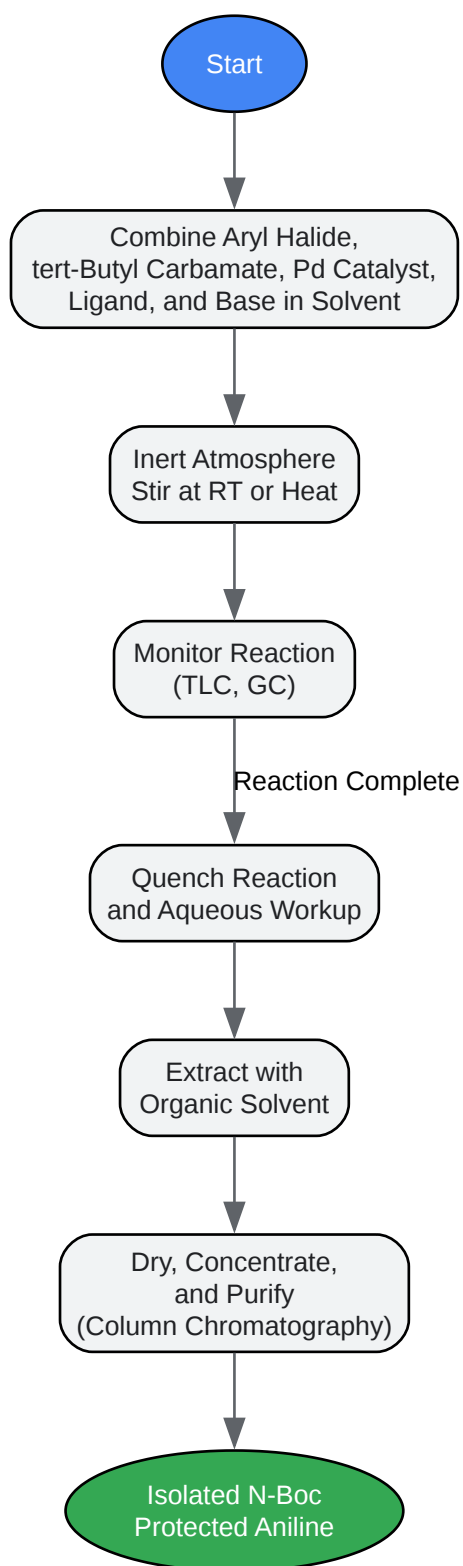 Start
Combine Aryl Halide,
tert-Butyl Carbamate, Pd Catalyst,
Ligand, and Base in Solvent
Inert Atmosphere
Stir at RT or Heat
Monitor Reaction
(TLC, GC)
Reaction Complete
Quench Reaction
and Aqueous Workup
Extract with
Organic Solvent
Dry, Concentrate,
and Purify
(Column Chromatography)
Isolated N-Boc
Protected Aniline